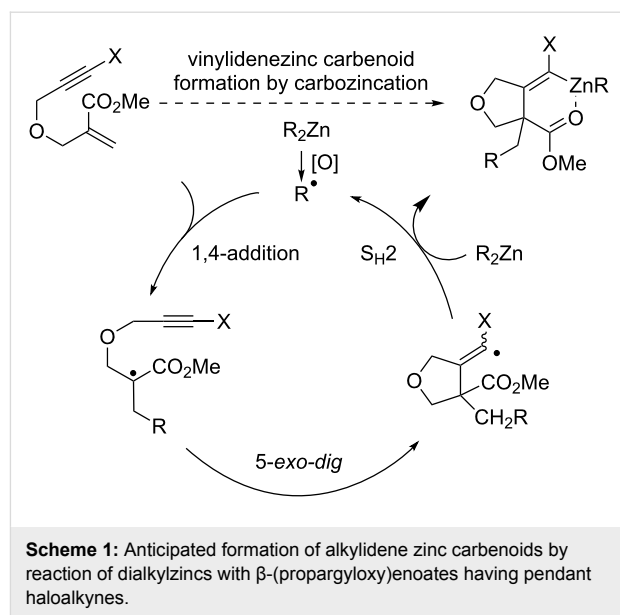 X
vinylidenezinc carbenoid
formation by carbozincation
X
CO₂Me
O
ZnR
O
O
R
OMe
R₂Zn
[O]
R•
1,4-addition
S_H2
R₂Zn
X
O
CO₂Me
R
X
O
CO₂Me
CH₂R
5-exo-dig
Scheme 1: Anticipated formation of alkylidene zinc carbenoids by
reaction of dialkylzincs with β-(propargyloxy)enoates having pendant
haloalkynes.